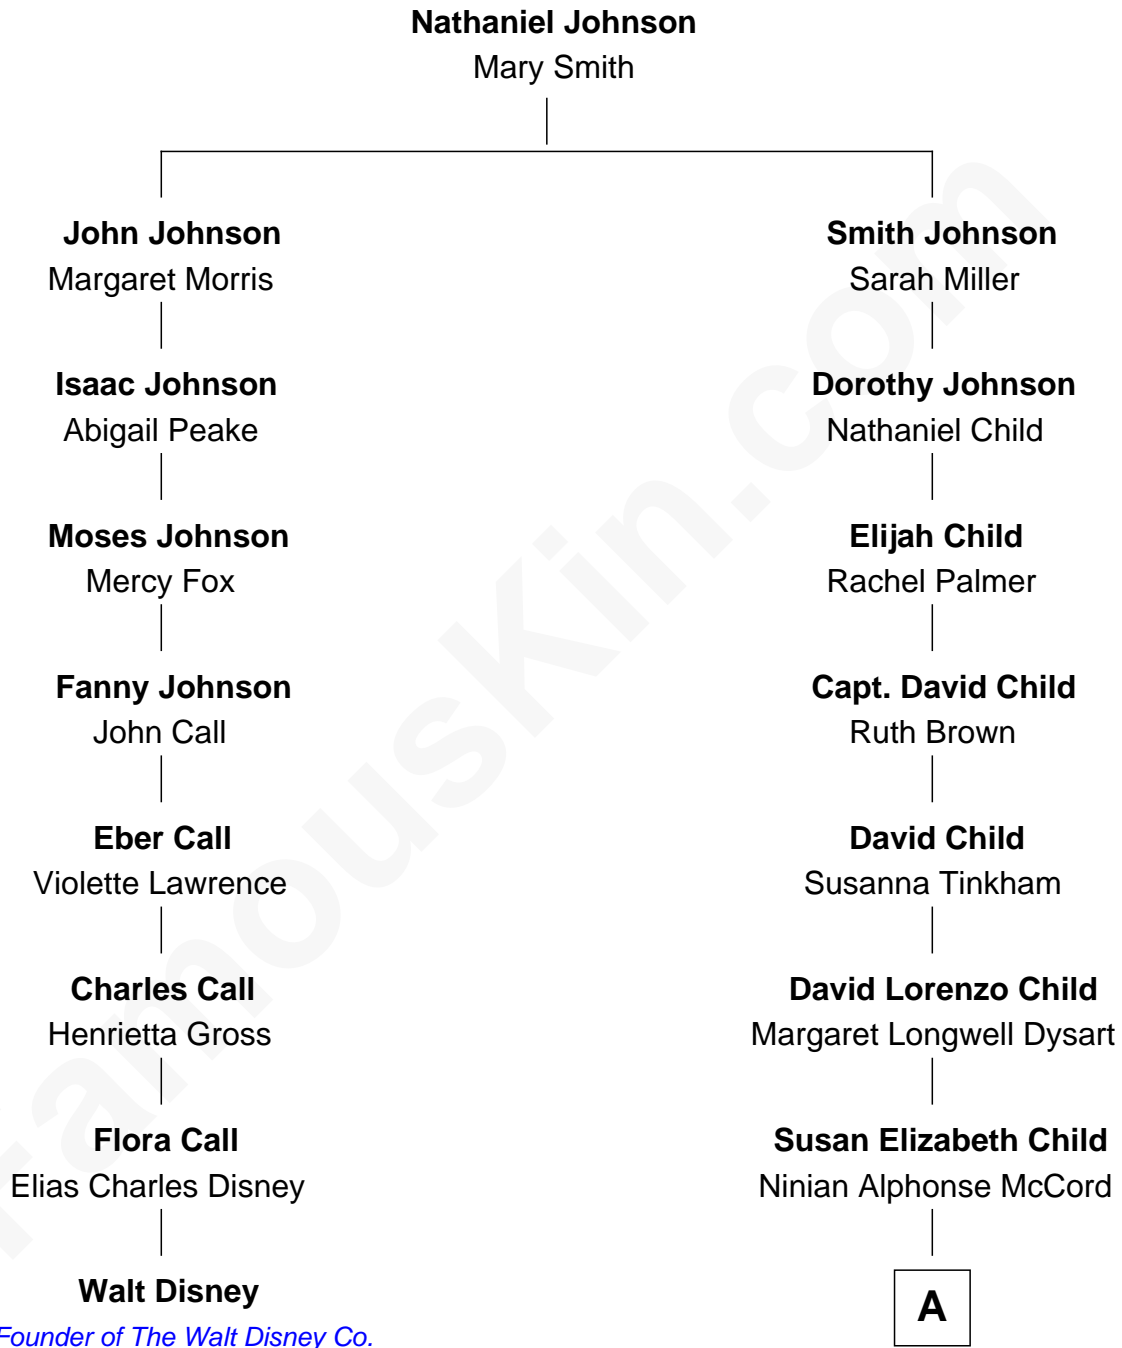 Nathaniel Johnson
Mary Smith
John Johnson
Margaret Morris
Isaac Johnson
Abigail Peake
Moses Johnson
Mercy Fox
Fanny Johnson
John Call
Eber Call
Violette Lawrence
Charles Call
Henrietta Gross
Flora Call
Elias Charles Disney
Walt Disney
Founder of The Walt Disney Co.
Smith Johnson
Sarah Miller
Dorothy Johnson
Nathaniel Child
Elijah Child
Rachel Palmer
Capt. David Child
Ruth Brown
David Child
Susanna Tinkham
David Lorenzo Child
Margaret Longwell Dysart
Susan Elizabeth Child
Ninian Alphonse McCord
A
FamousKin.com